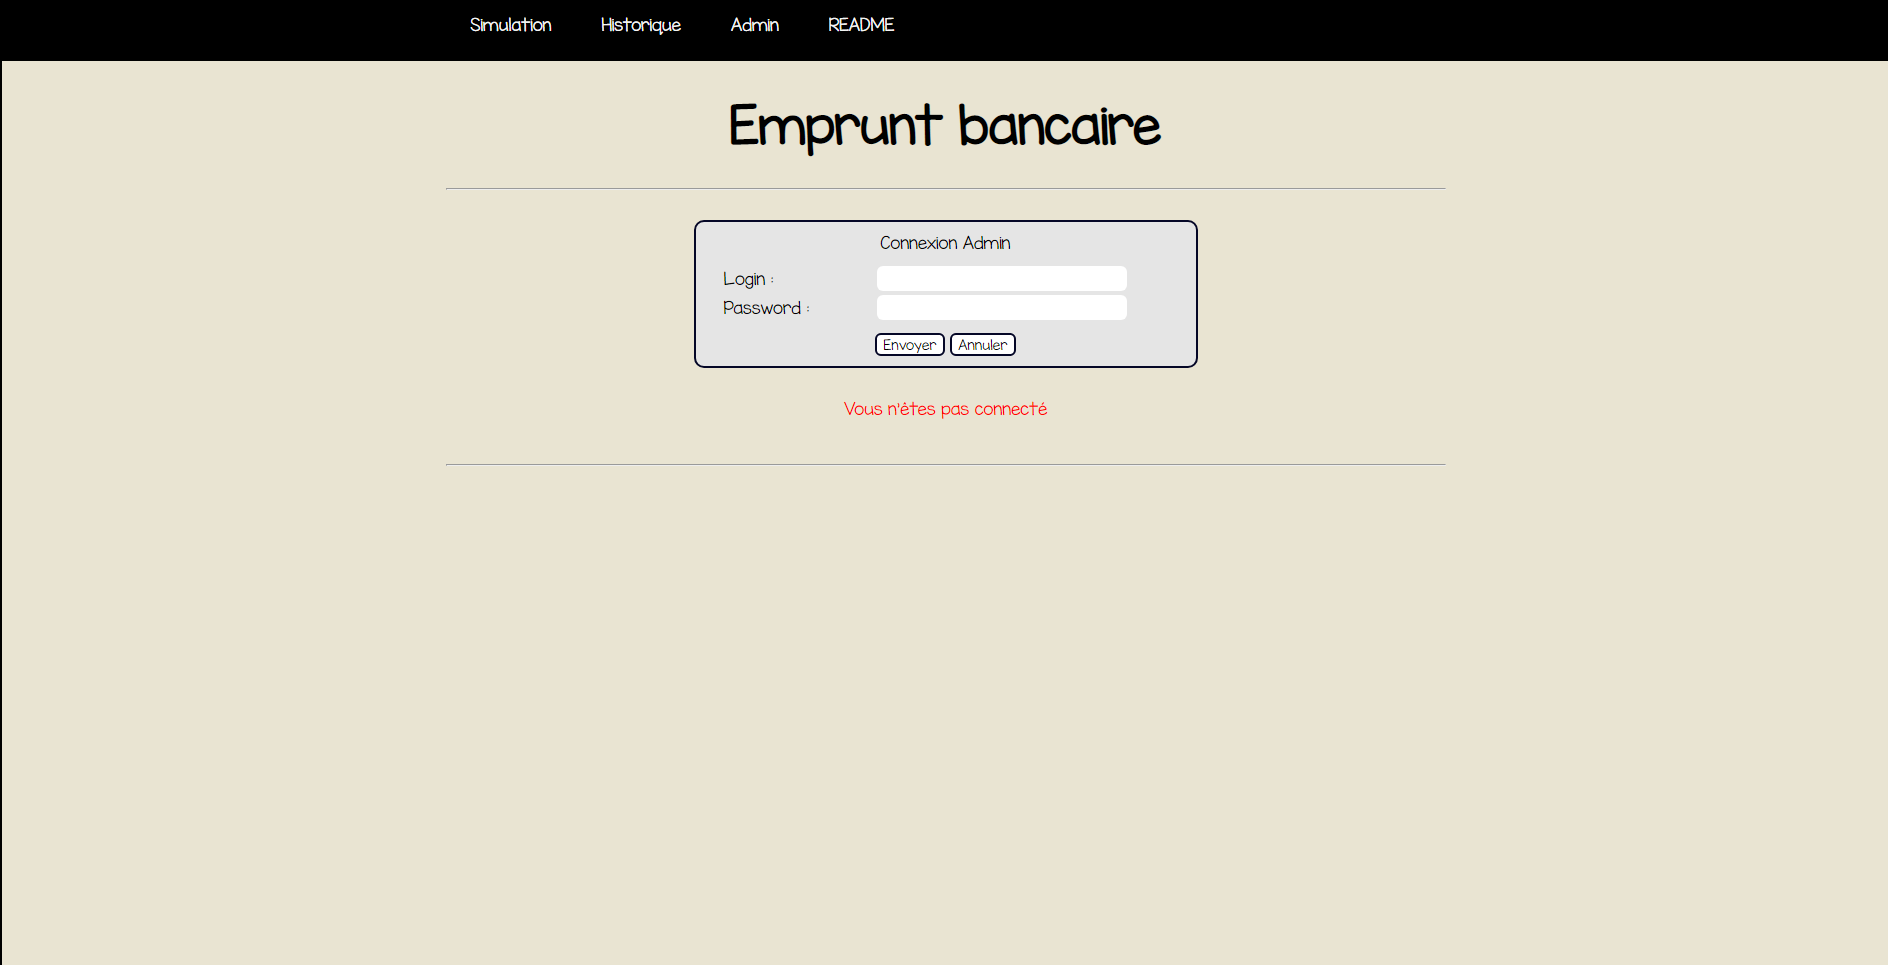 Simulation Historique Admin README
Emprunt bancaire
Connexion Admin
Login :
Password :
Envoyer Annuler
Vous n'êtes pas connecté